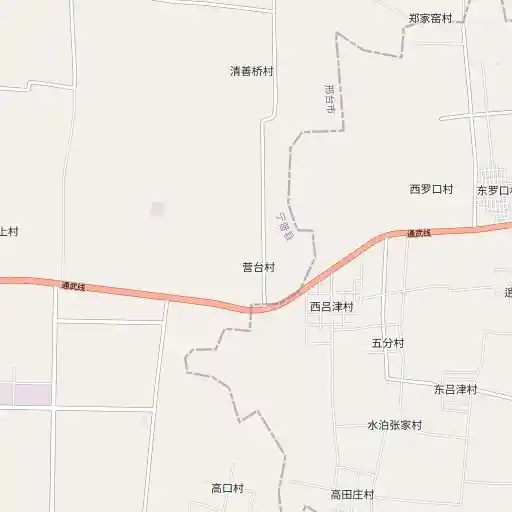 郑家窑村
清善桥村
邢台市
西罗口村
东罗口村
宁晋县
上村
通武线
营台村
通武线
西吕津村
五分村
东吕津村
水泊张家村
高口村
高田庄村